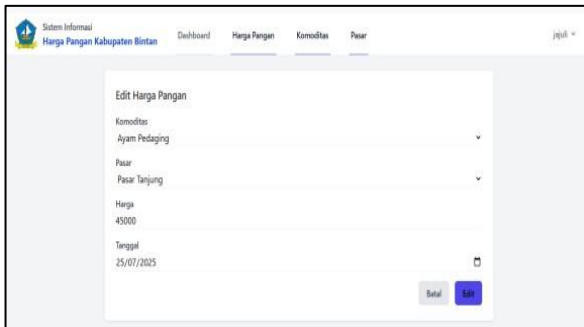 Sistem Informasi
Harga Pangan Kabupaten Bintan
Dashboard Harga Pangan Komoditas Pasar
jajuli
Edit Harga Pangan
Komoditas
Ayam Pedaging
Pasar
Pasar Tanjung
Harga
45000
Tanggal
25/07/2025
Batal Edit